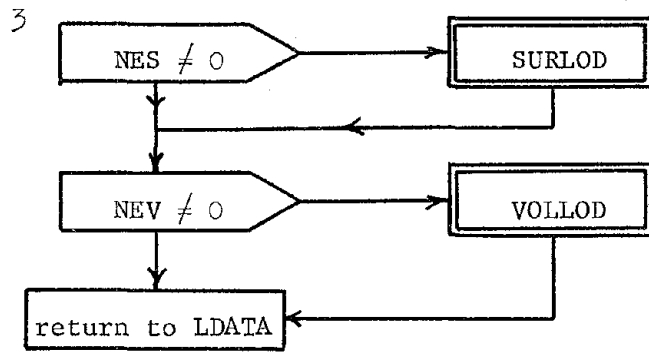 3
NES ≠ 0
SURLOD
NEV ≠ 0
VOLLOD
return to LDATA